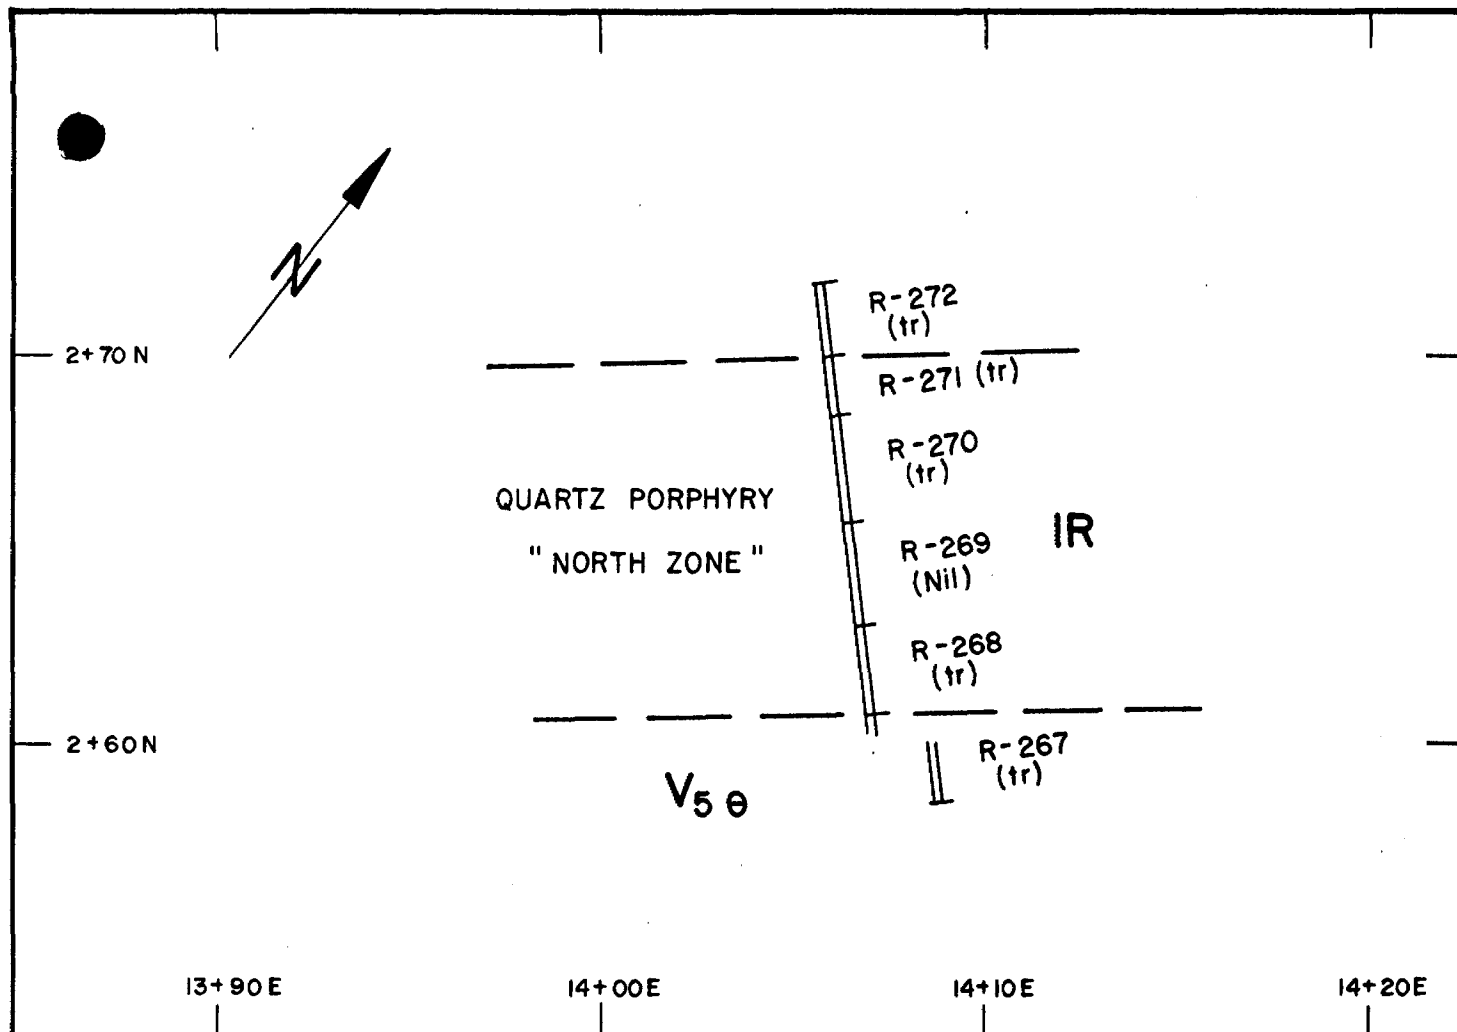 N
R-272
(tr)
2+70N
R-271 (tr)
R-270
(tr)
QUARTZ PORPHYRY
"NORTH ZONE"
R-269
(Nil)
IR
R-268
(tr)
2+60N
R-267
(tr)
V5 θ
13+90E
14+00E
14+10E
14+20E